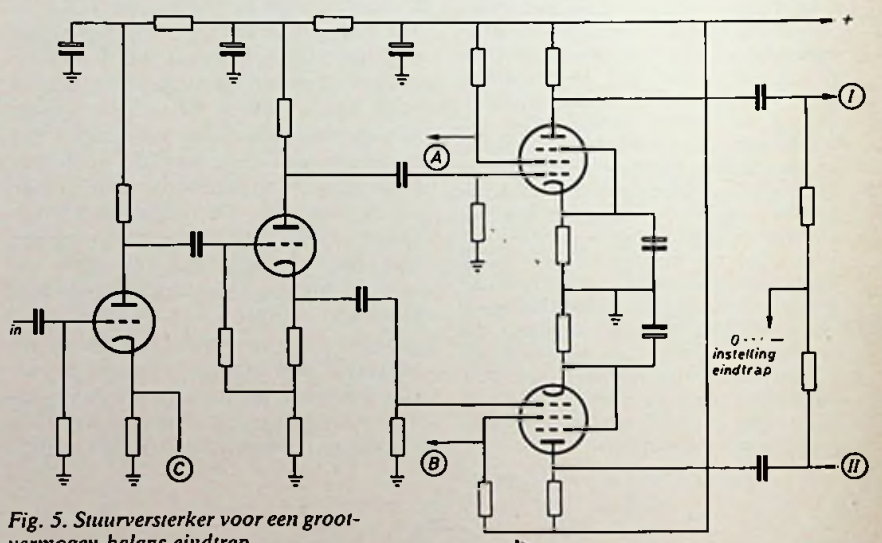 +
I
A
in
0 ··· —
instelling
eindtrap
C
B
II
Fig. 5. Stuurversterker voor een groot-
vermogen balans eindtrap